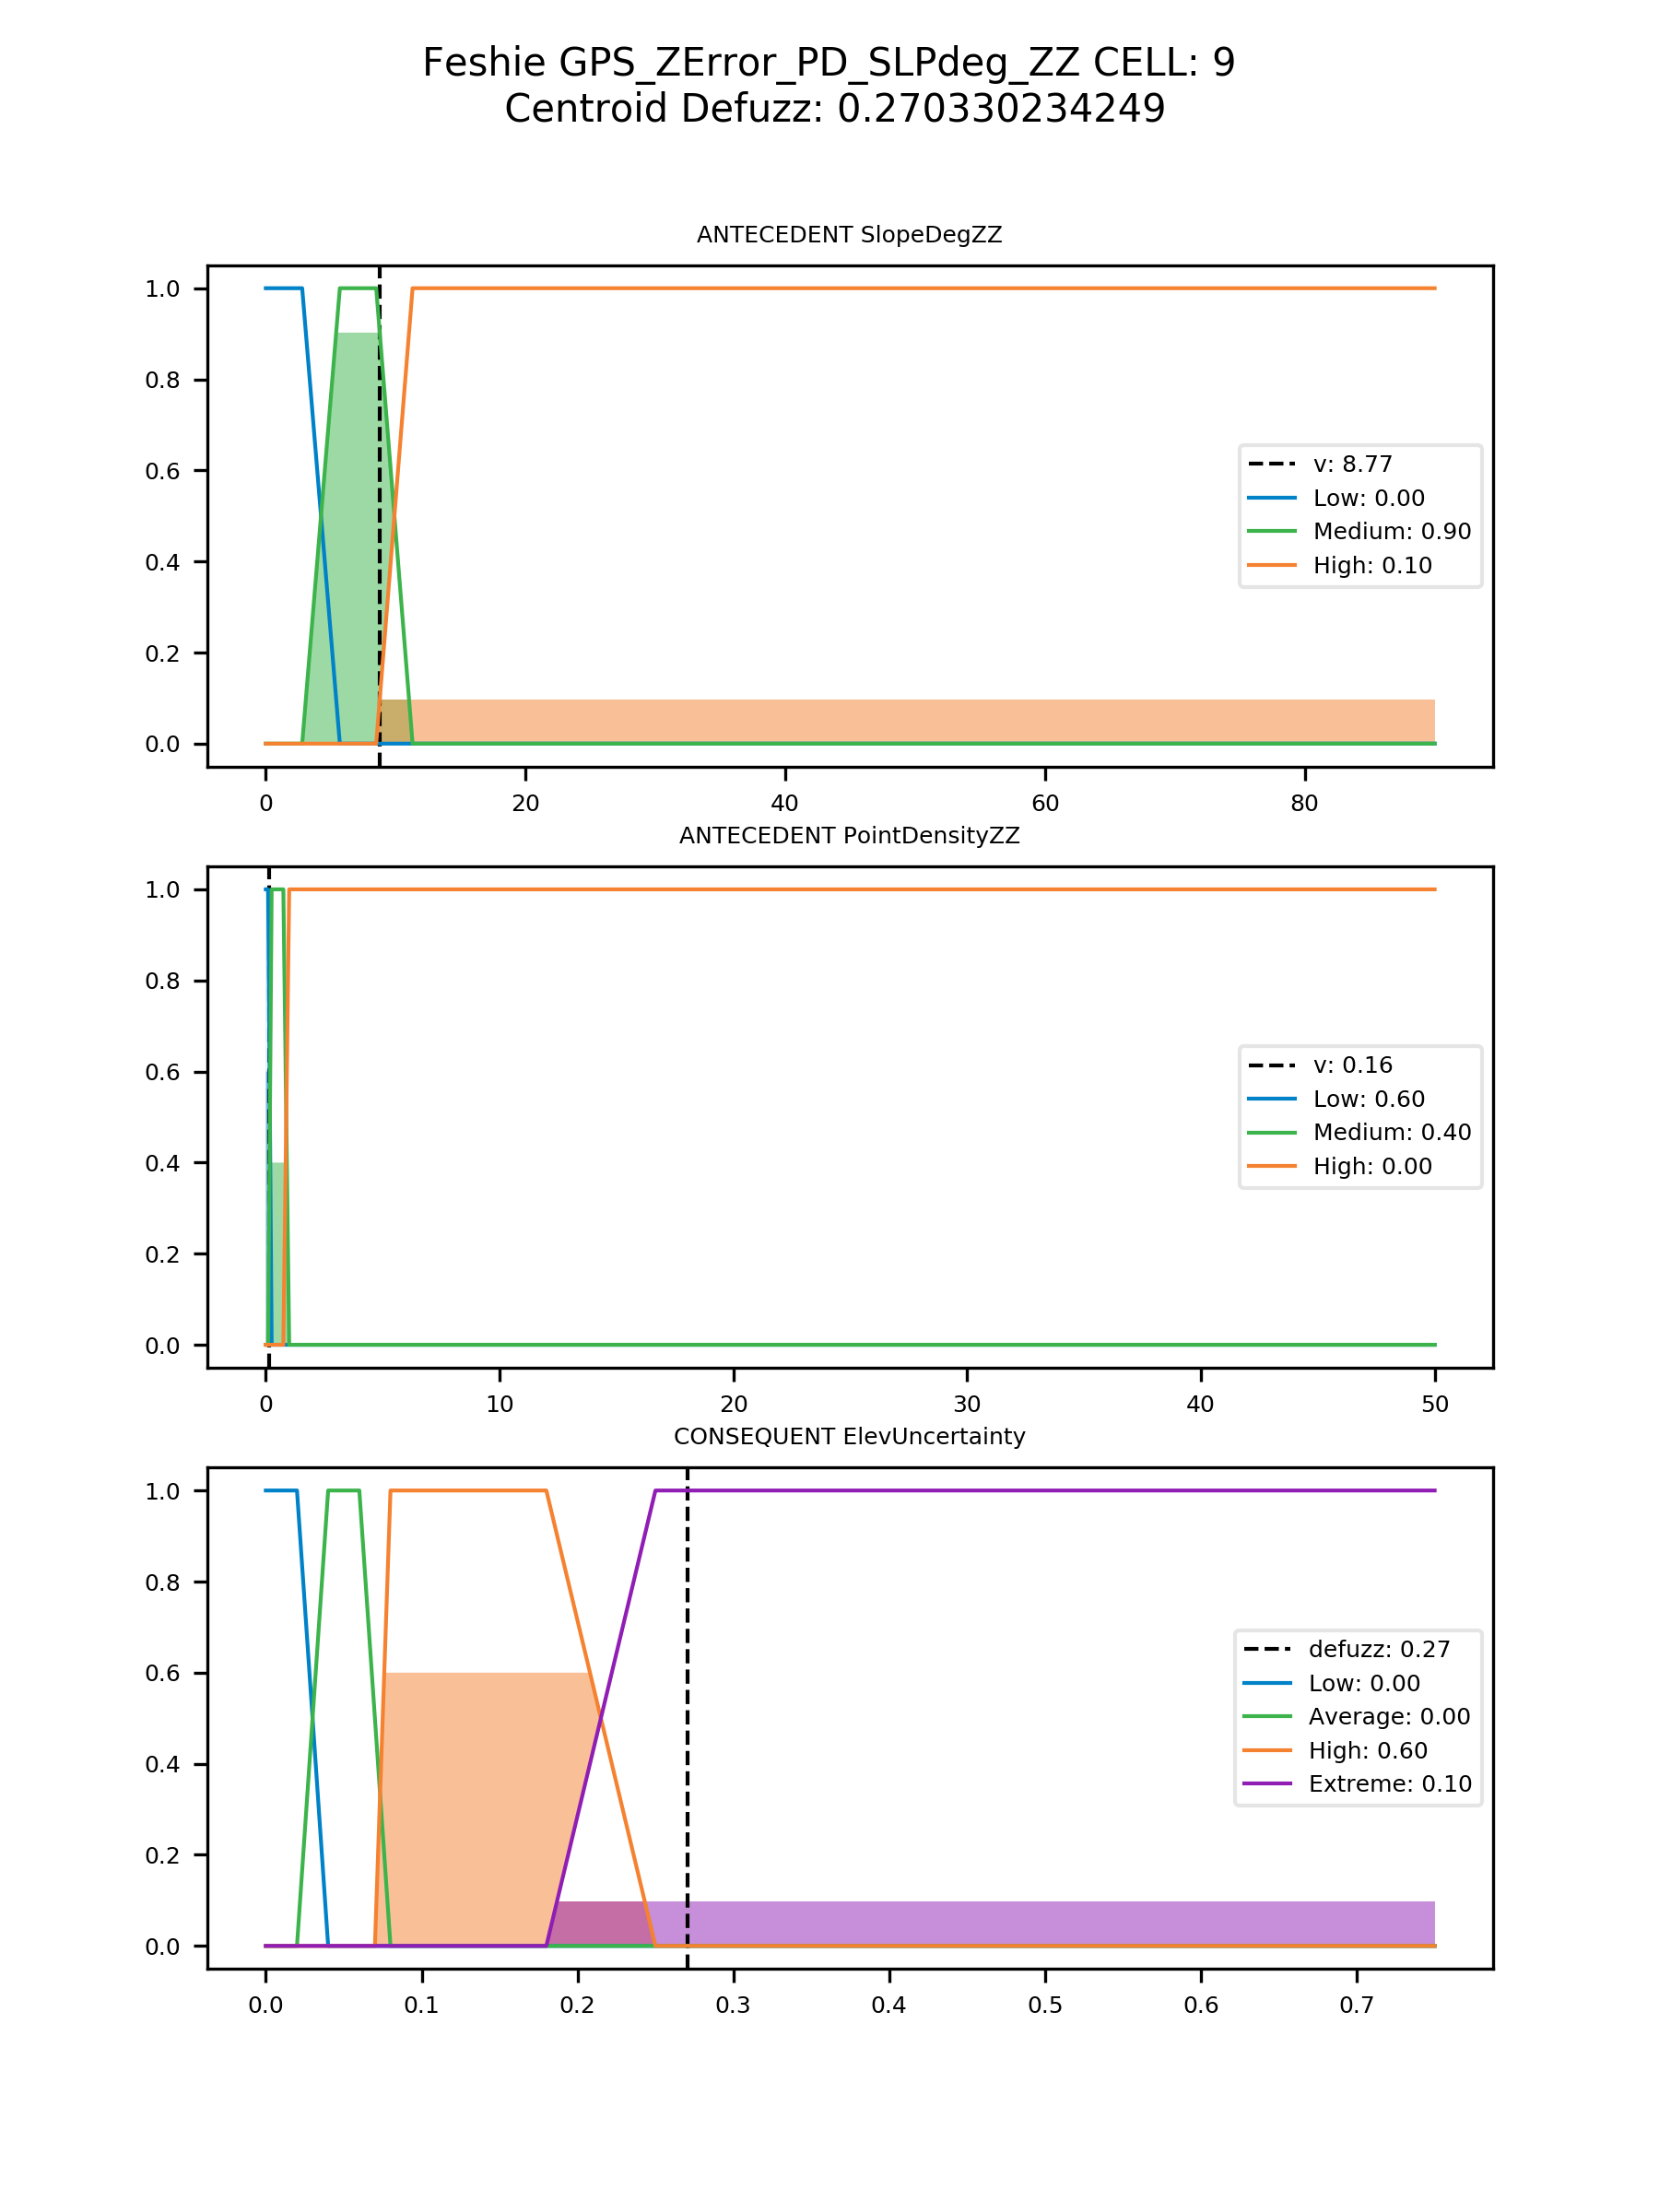 Feshie GPS_ZError_PD_SLPdeg_ZZ CELL: 9
Centroid Defuzz: 0.270330234249
ANTECEDENT SlopeDegZZ
1.0
0.8
0.6
0.4
0.2
0.0
v: 8.77
Low: 0.00
Medium: 0.90
High: 0.10
0 20 40 60 80
ANTECEDENT PointDensityZZ
1.0
0.8
0.6
0.4
0.2
0.0
v: 0.16
Low: 0.60
Medium: 0.40
High: 0.00
0 10 20 30 40 50
CONSEQUENT ElevUncertainty
1.0
0.8
0.6
0.4
0.2
0.0
defuzz: 0.27
Low: 0.00
Average: 0.00
High: 0.60
Extreme: 0.10
0.0 0.1 0.2 0.3 0.4 0.5 0.6 0.7